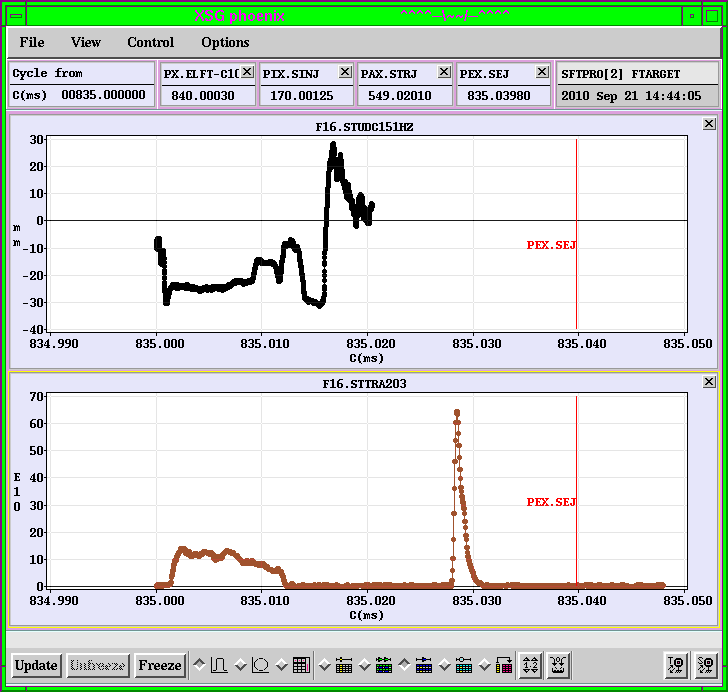 XSG phoenix ^^^^--\~~/--^^^^
File View Control Options
Cycle from
C(ms) 00835.000000
PX.ELFT-C10
840.00030
PIX.SINJ
170.00125
PAX.STRJ
549.02010
PEX.SEJ
835.03980
SFTPRO[2] FTARGET
2010 Sep 21 14:44:05
F16.STUDC151HZ
30
20
10
0
-10
-20
-30
-40
mm
PEX.SEJ
834.990 835.000 835.010 835.020 835.030 835.040 835.050
C(ms)
F16.STTRA203
70
60
50
40
30
20
10
0
E10
PEX.SEJ
834.990 835.000 835.010 835.020 835.030 835.040 835.050
C(ms)
Update Unfreeze Freeze